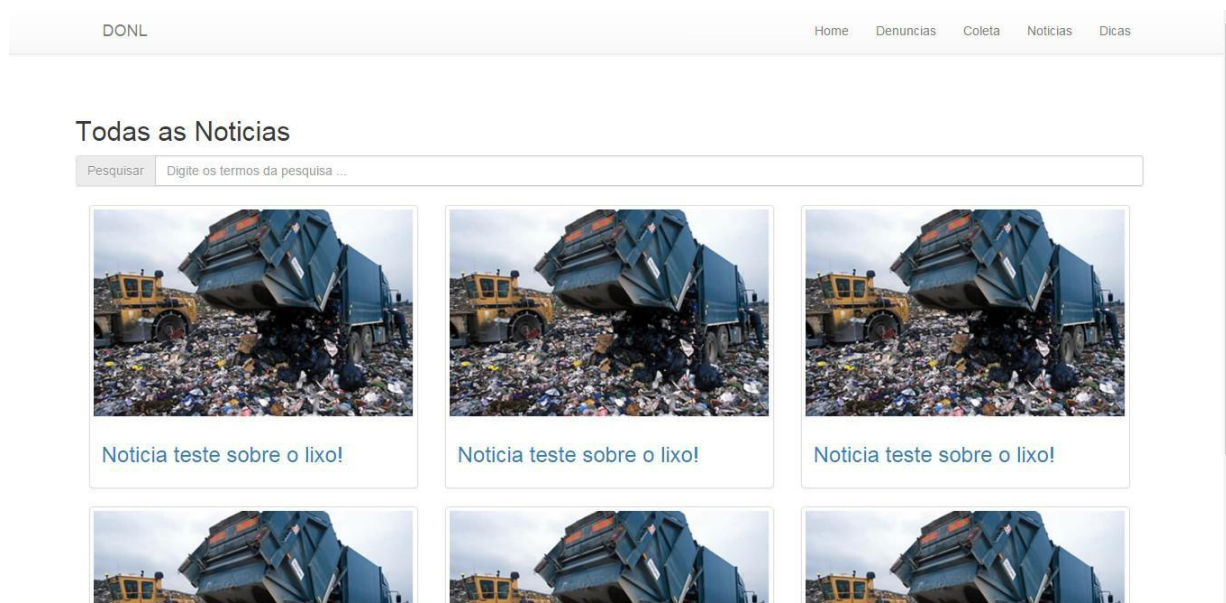 DONL
Home Denuncias Coleta Noticias Dicas
Todas as Noticias
Pesquisar Digite os termos da pesquisa ...
Noticia teste sobre o lixo! Noticia teste sobre o lixo! Noticia teste sobre o lixo!